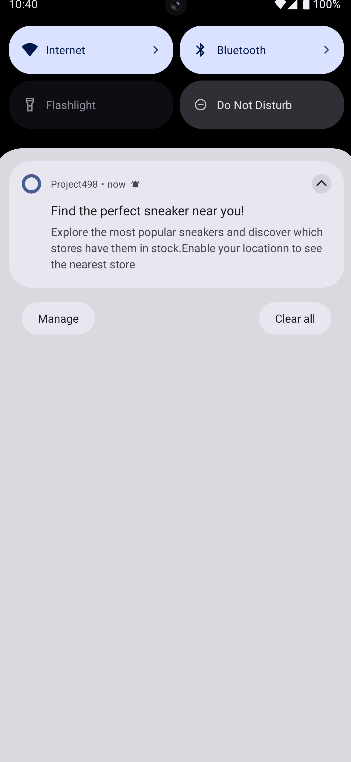 10:40
100%
Internet
Bluetooth
Flashlight
Do Not Disturb
Project498 • now
Find the perfect sneaker near you!
Explore the most popular sneakers and discover which
stores have them in stock.Enable your locationn to see
the nearest store
Manage
Clear all